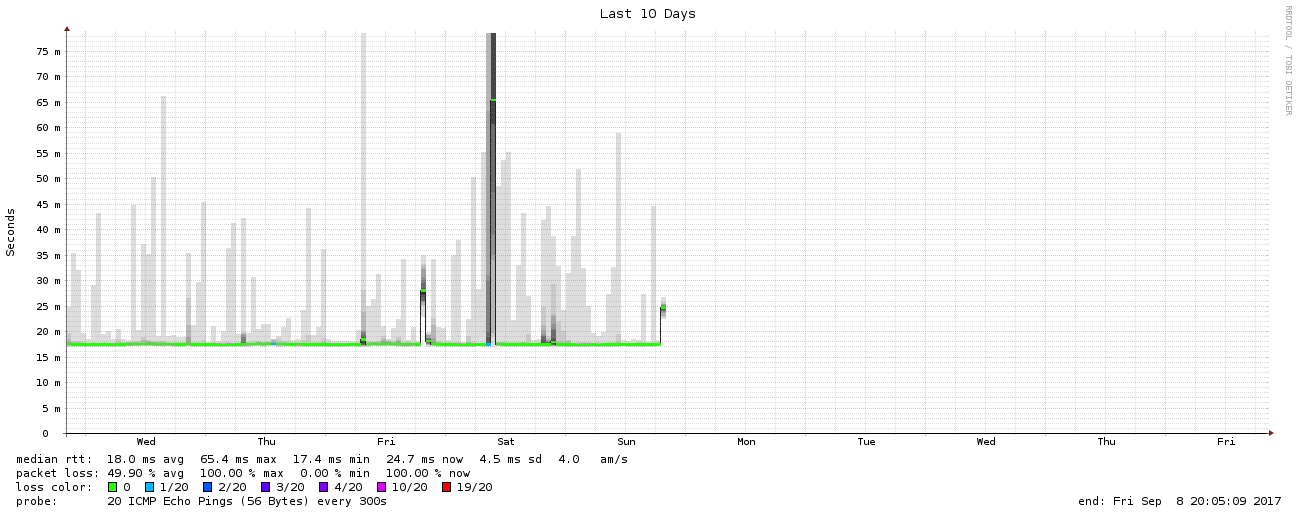 Last 10 Days
RRDTOOL / TOBI OETIKER
Seconds
75 m
70 m
65 m
60 m
55 m
50 m
45 m
40 m
35 m
30 m
25 m
20 m
15 m
10 m
5 m
0
Wed Thu Fri Sat Sun Mon Tue Wed Thu Fri
median rtt: 18.0 ms avg 65.4 ms max 17.4 ms min 24.7 ms now 4.5 ms sd 4.0 am/s
packet loss: 49.90 % avg 100.00 % max 0.00 % min 100.00 % now
loss color: 0 1/20 2/20 3/20 4/20 10/20 19/20
probe: 20 ICMP Echo Pings (56 Bytes) every 300s end: Fri Sep 8 20:05:09 2017